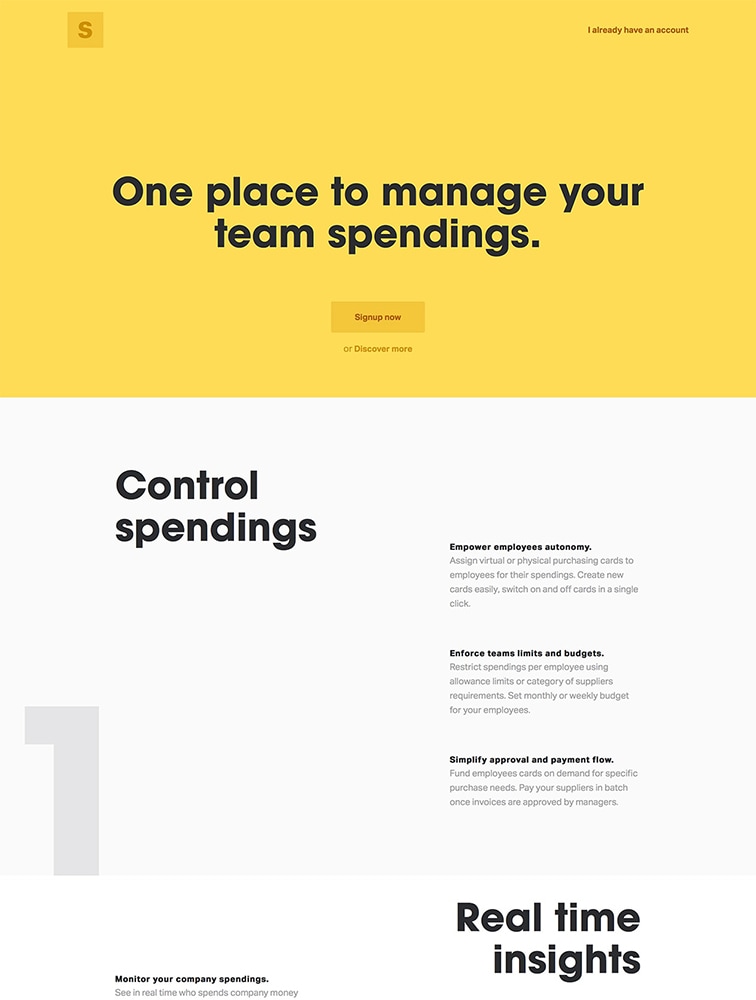 S
I already have an account
One place to manage your
team spendings.
Signup now
or Discover more
Control
spendings
Empower employees autonomy.
Assign virtual or physical purchasing cards to
employees for their spendings. Create new
cards easily, switch on and off cards in a single
click.
Enforce teams limits and budgets.
Restrict spendings per employee using
allowance limits or category of suppliers
requirements. Set monthly or weekly budget
for your employees.
Simplify approval and payment flow.
Fund employees cards on demand for specific
purchase needs. Pay your suppliers in batch
once invoices are approved by managers.
1
Real time
insights
Monitor your company spendings.
See in real time who spends company money